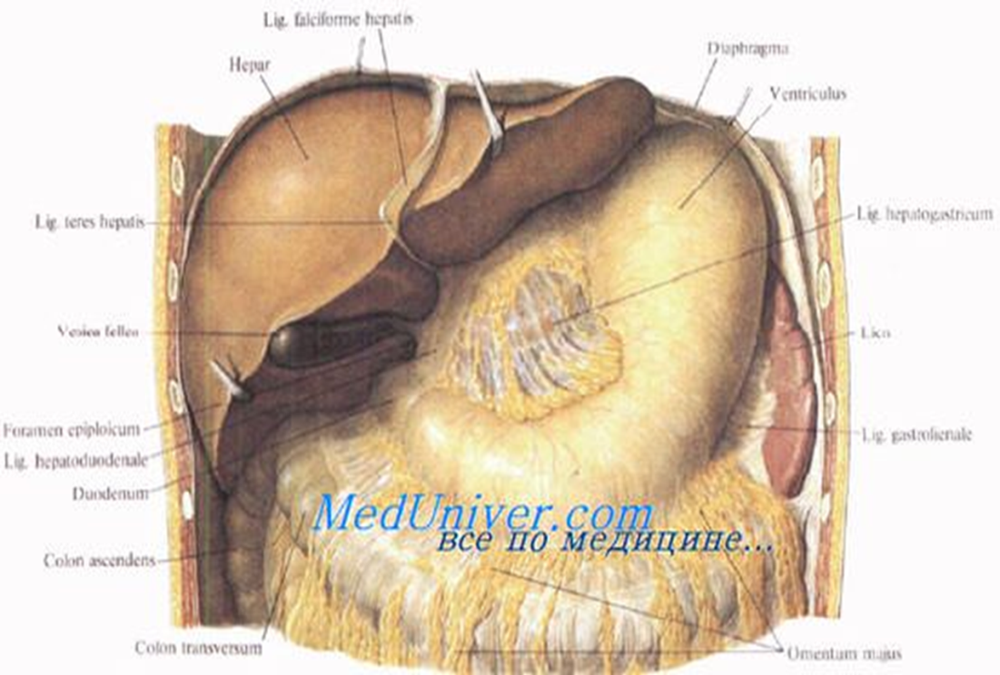 Lig. falciforme hepatis
Diaphragma
Hepar
Ventriculus
Lig. teres hepatis
Lig. hepatogastricum
Vesica fellea
Lien
Foramen epiploicum
Lig. gastrolienale
Lig. hepatoduodenale
Duodenum
MedUniver.com
все по медицине...
Colon ascendens
Colon transversum
Omentum majus